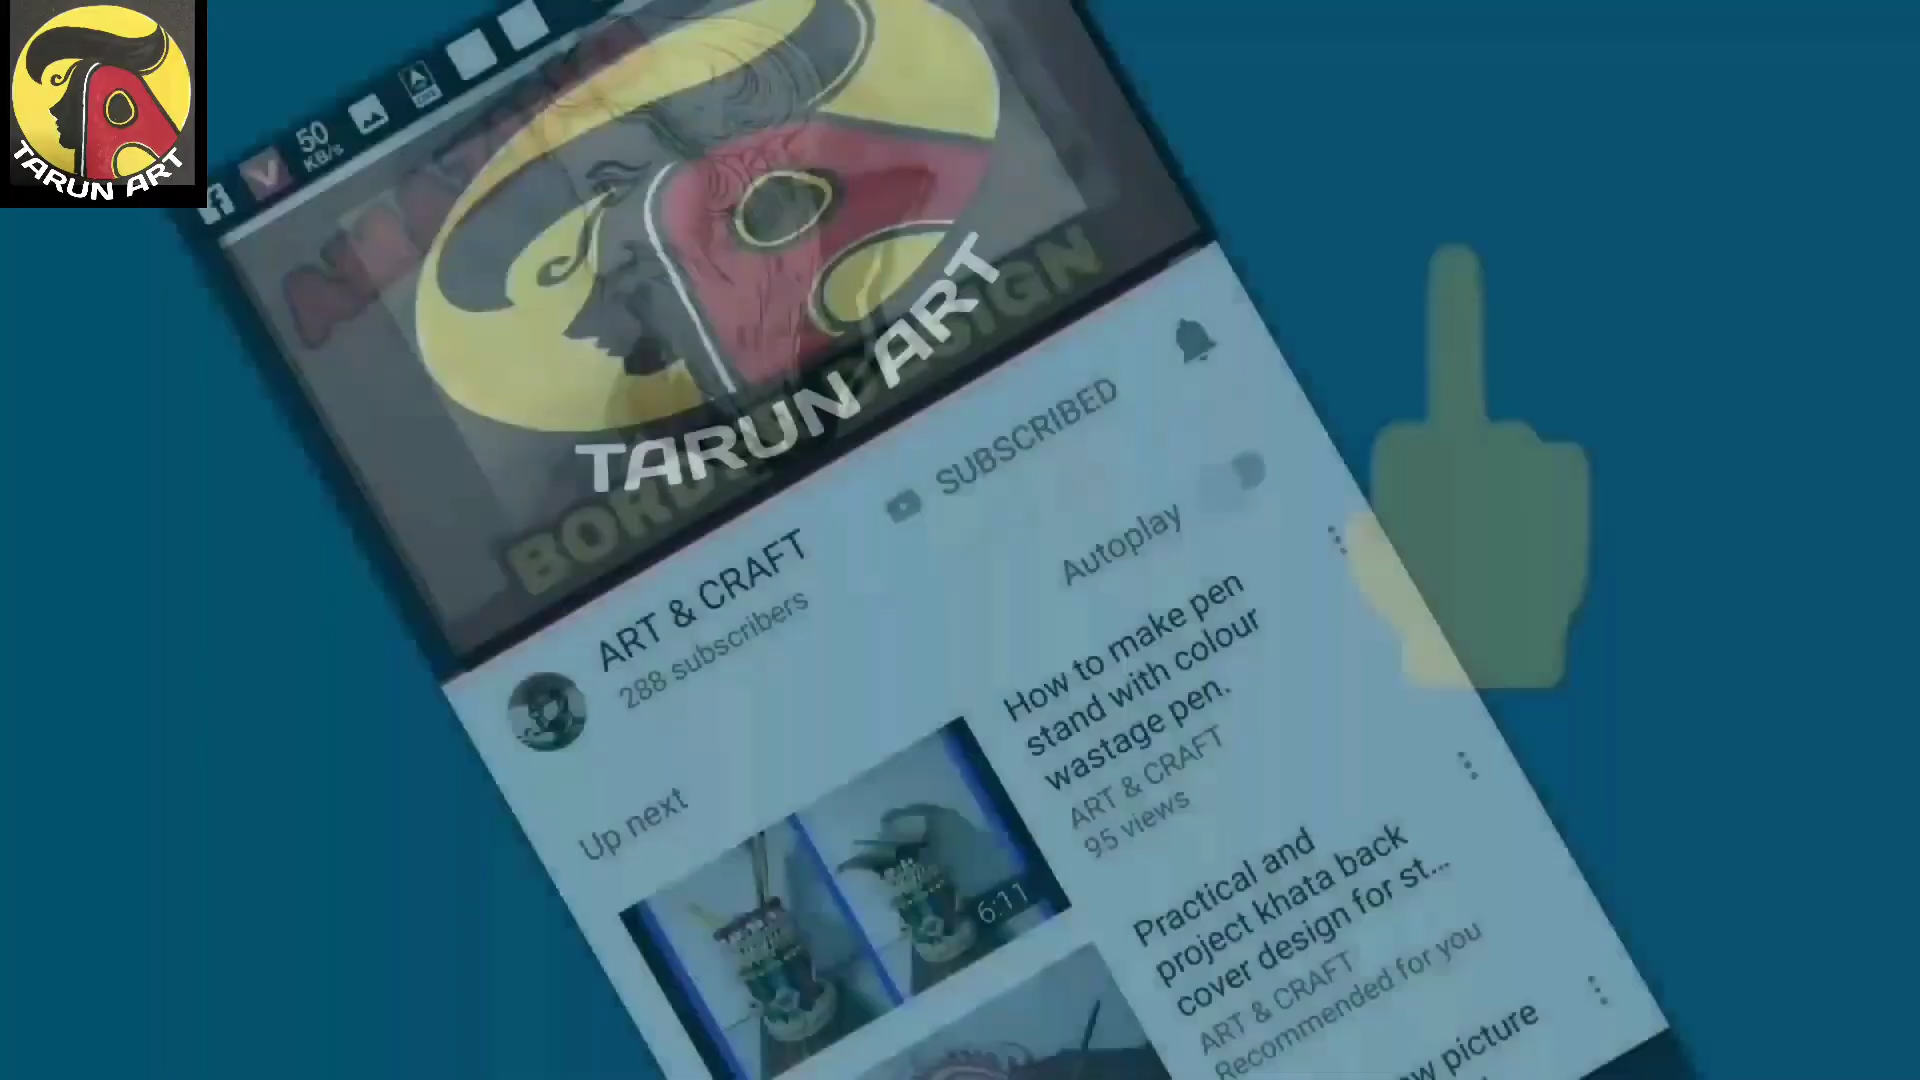 TARUN ART
50
KB/s
TARUN ART
DESIGN
SUBSCRIBED
ART & CRAFT
288 subscribers
Autoplay
Up next
How to make pen
stand with colour
wastage pen.
ART & CRAFT
95 views
6:11
Practical and
project khata back
cover design for st...
ART & CRAFT
Recommended for you
picture